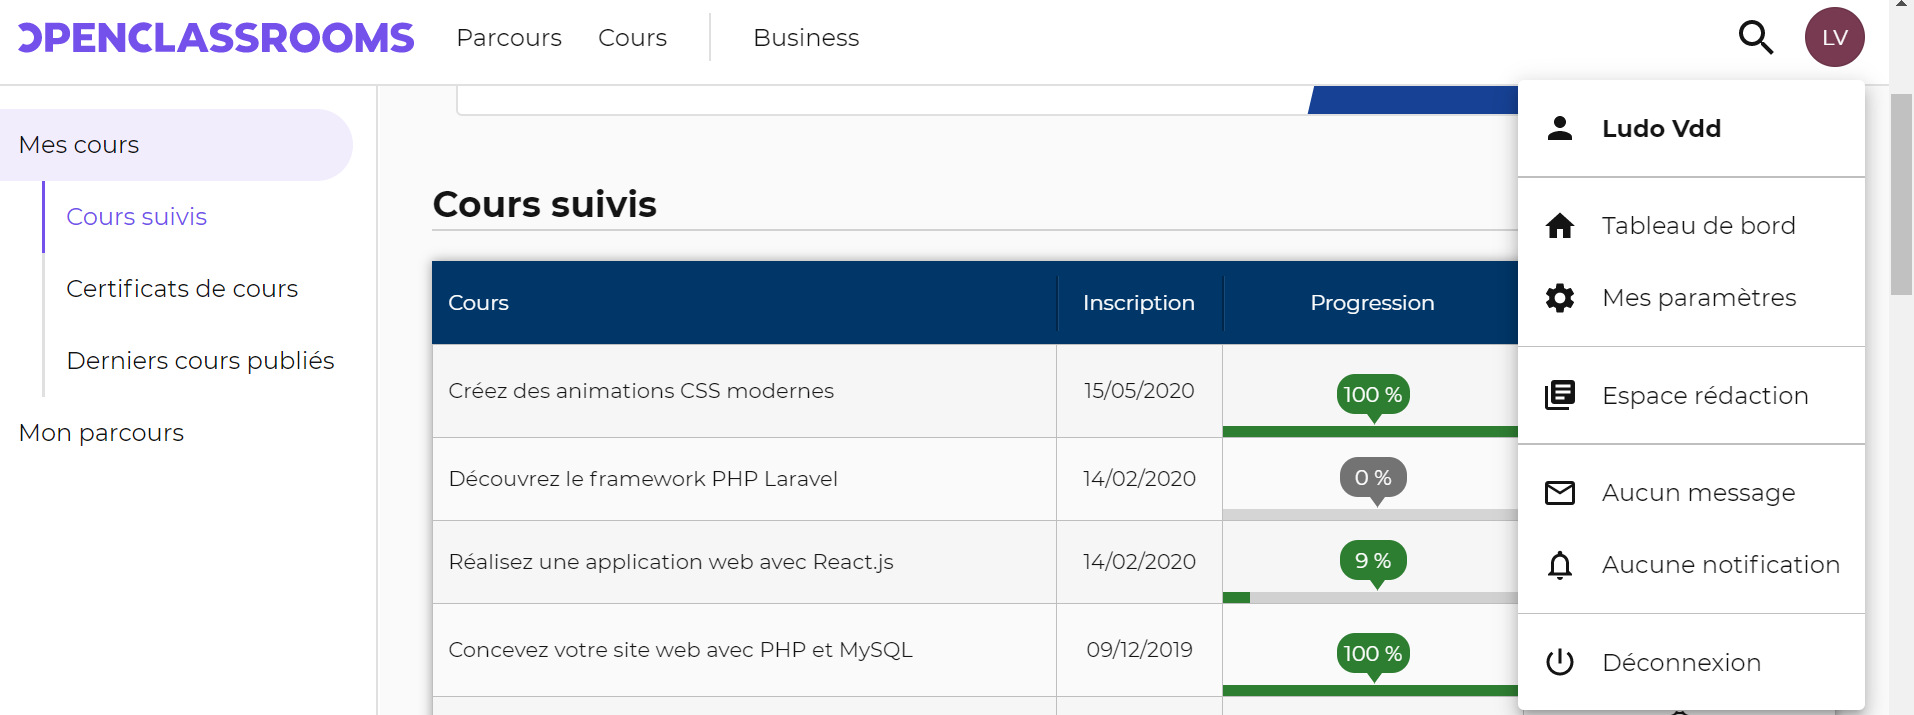 OPENCLASSROOMS Parcours Cours Business LV
Mes cours
Cours suivis
Certificats de cours
Derniers cours publiés
Mon parcours
Cours suivis
Cours Inscription Progression
Créez des animations CSS modernes 15/05/2020 100 %
Découvrez le framework PHP Laravel 14/02/2020 0 %
Réalisez une application web avec React.js 14/02/2020 9 %
Concevez votre site web avec PHP et MySQL 09/12/2019 100 %
Ludo Vdd
Tableau de bord
Mes paramètres
Espace rédaction
Aucun message
Aucune notification
Déconnexion